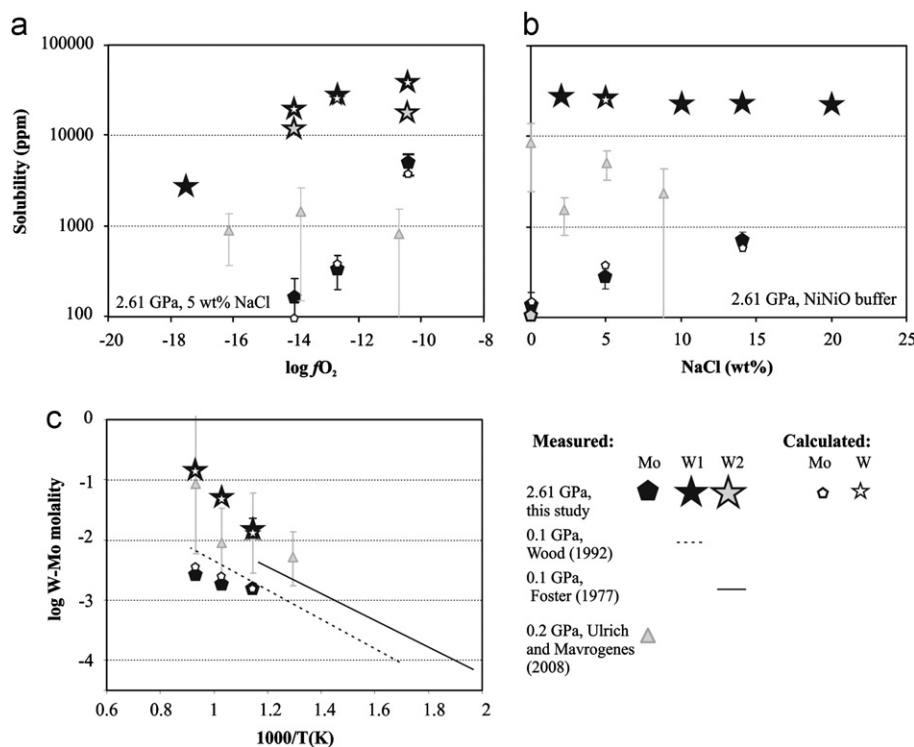 a
b
100000
10000
1000
100
Solubility (ppm)
2.61 GPa, 5 wt% NaCl
2.61 GPa, NiNiO buffer
-20 -18 -16 -14 -12 -10 -8
log fO₂
0 5 10 15 20 25
NaCl (wt%)
c
0
-1
-2
-3
-4
log W-Mo molality
0.6 0.8 1 1.2 1.4 1.6 1.8 2
1000/T(K)
Measured: Calculated:
Mo W1 W2 Mo W
2.61 GPa,
this study
0.1 GPa,
Wood (1992)
0.1 GPa,
Foster (1977)
0.2 GPa, Ulrich
and Mavrogenes
(2008)